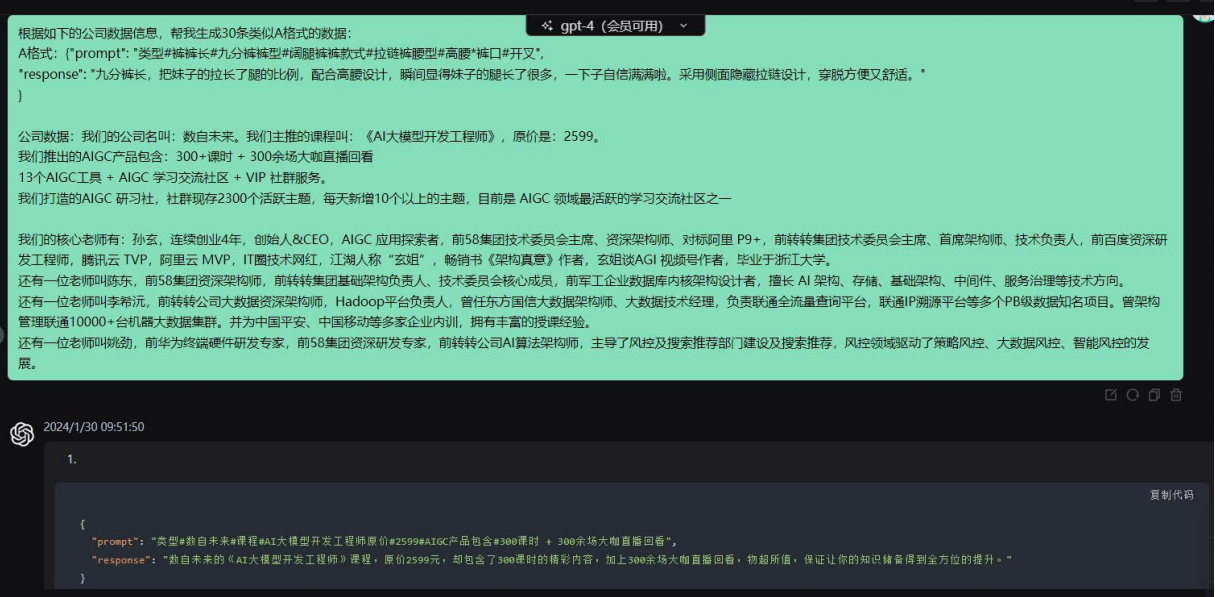 gpt-4（会员可用）
根据如下的公司数据信息，帮我生成30条类似A格式的数据：
A格式：{"prompt": "类型#裤裤长#九分裤裤型#阔腿裤裤款式#拉链裤腰型#高腰*裤口#开叉",
"response": "九分裤长，把妹子的拉长了腿的比例，配合高腰设计，瞬间显得妹子的腿长了很多，一下子自信满满啦。采用侧面隐藏拉链设计，穿脱方便又舒适。"
}
公司数据：我们的公司名叫：数自未来。我们主推的课程叫：《AI大模型开发工程师》，原价是：2599。
我们推出的AIGC产品包含：300+课时 + 300余场大咖直播回看
13个AIGC工具 + AIGC 学习交流社区 + VIP 社群服务。
我们打造的AIGC 研习社，社群现存2300个活跃主题，每天新增10个以上的主题，目前是 AIGC 领域最活跃的学习交流社区之一
我们的核心老师有：孙玄，连续创业4年，创始人&CEO，AIGC 应用探索者，前58集团技术委员会主席、资深架构师、对标阿里 P9+，前转转集团技术委员会主席、首席架构师、技术负责人，前百度资深研
发工程师，腾讯云 TVP，阿里云 MVP，IT圈技术网红，江湖人称“玄姐”，畅销书《架构真意》作者，玄姐谈AGI 视频号作者，毕业于浙江大学。
还有一位老师叫陈东，前58集团资深架构师，前转转集团基础架构负责人、技术委员会核心成员，前军工企业数据库内核架构设计者，擅长 AI 架构、存储、基础架构、中间件、服务治理等技术方向。
还有一位老师叫李希沅，前转转公司大数据资深架构师，Hadoop平台负责人，曾任东方国信大数据架构师、大数据技术经理，负责联通全流量查询平台，联通IP溯源平台等多个PB级数据知名项目。曾架构
管理联通10000+台机器大数据集群。并为中国平安、中国移动等多家企业内训，拥有丰富的授课经验。
还有一位老师叫姚劲，前华为终端硬件研发专家，前58集团资深研发专家，前转转公司AI算法架构师，主导了风控及搜索推荐部门建设及搜索推荐，风控领域驱动了策略风控、大数据风控、智能风控的发
展。
2024/1/30 09:51:50
1.
复制代码
{
"prompt": "类型#数自未来#课程#AI大模型开发工程师原价#2599#AIGC产品包含#300课时 + 300余场大咖直播回看",
"response": "数自未来的《AI大模型开发工程师》课程，原价2599元，却包含了300课时的精彩内容，加上300余场大咖直播回看，物超所值，保证让你的知识储备得到全方位的提升。"
}